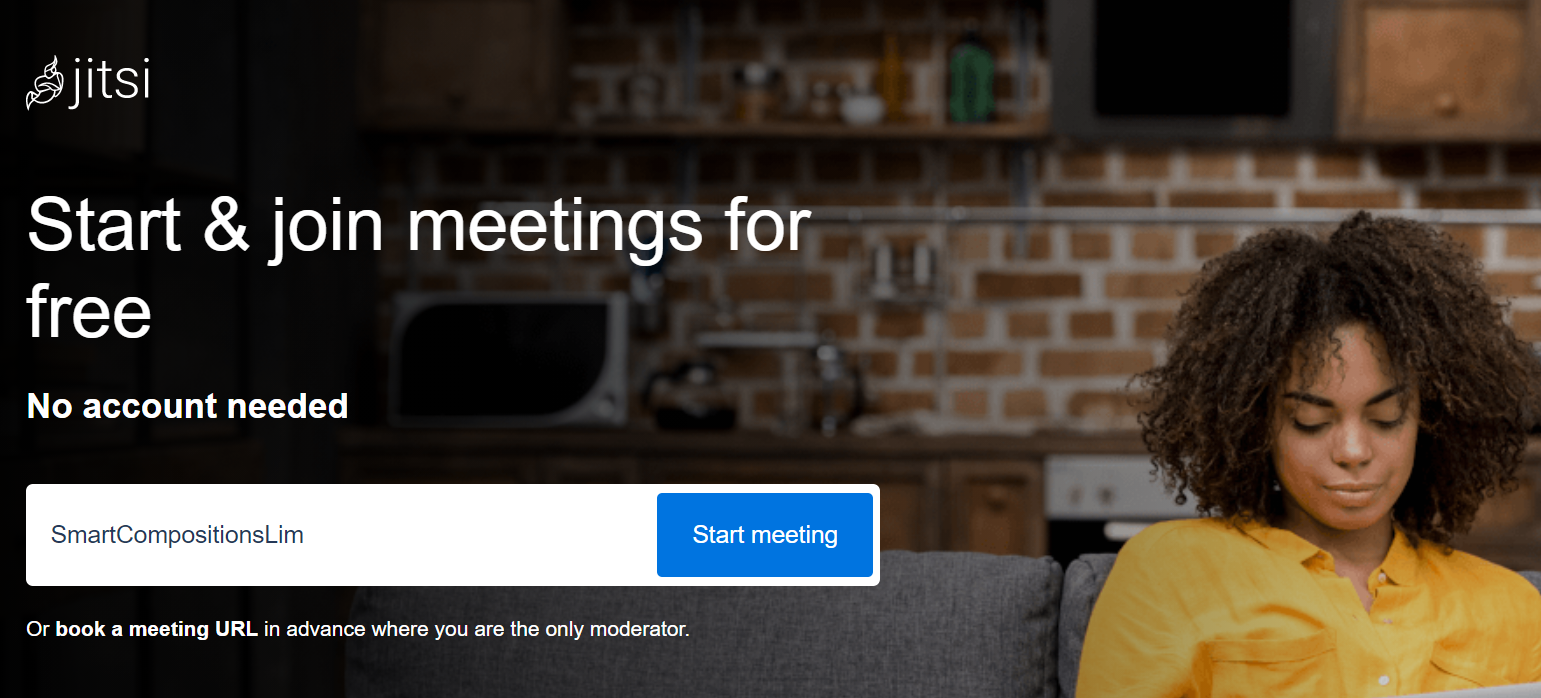 jitsi
Start & join meetings for
free
No account needed
SmartCompositionsLim
Start meeting
Or book a meeting URL in advance where you are the only moderator.